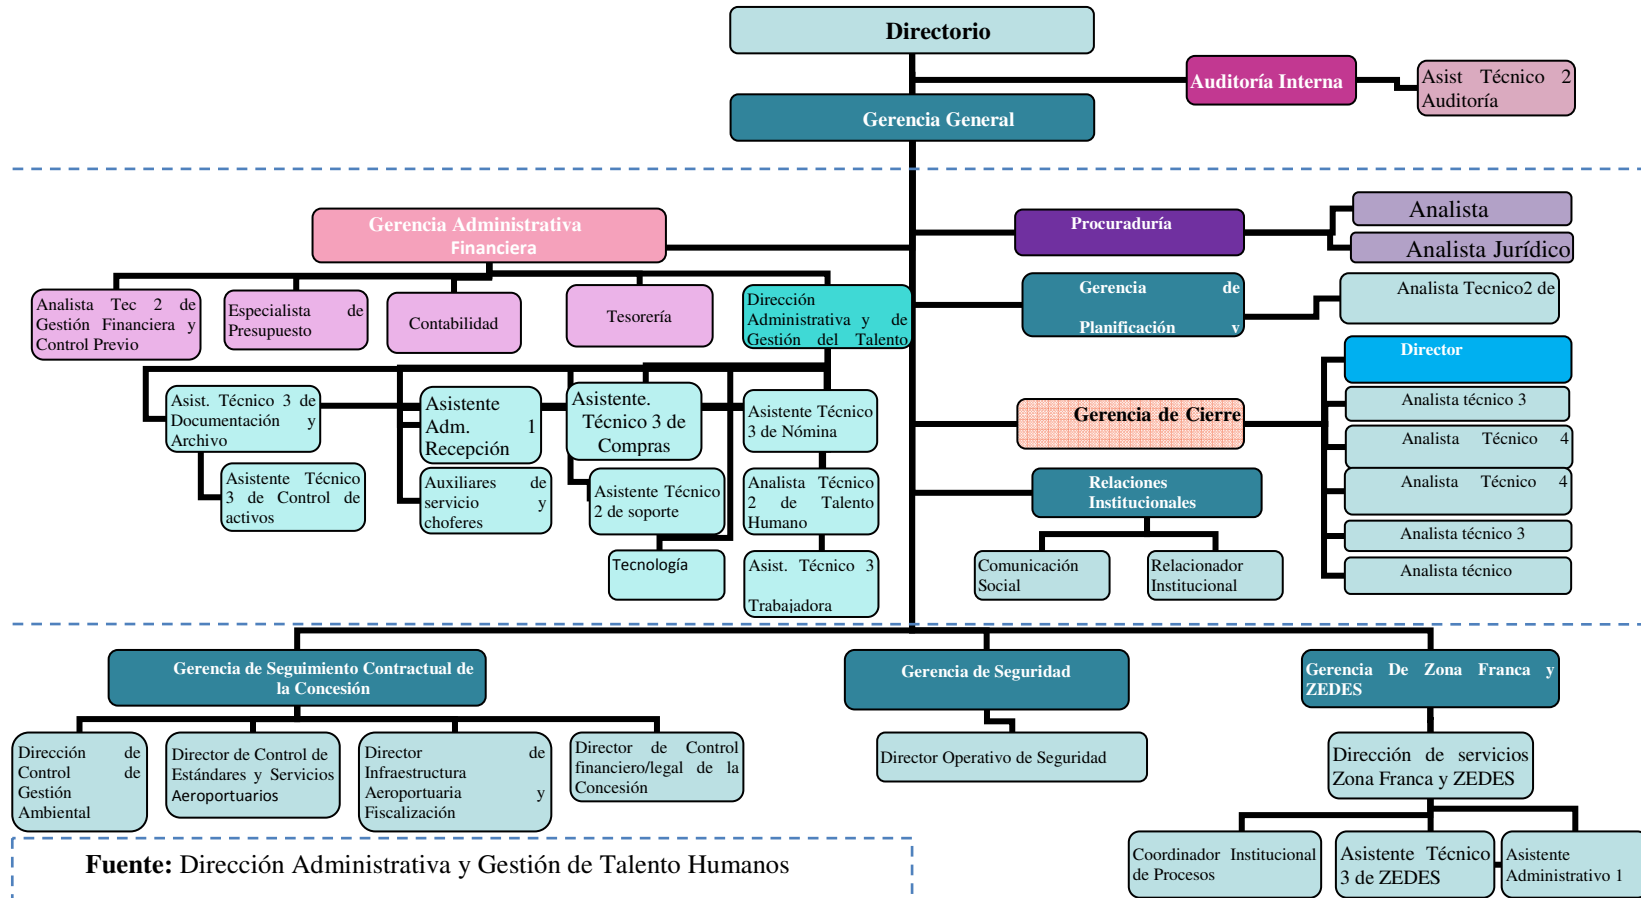 Directorio
Auditoría Interna
Asist Técnico 2
Auditoría
Gerencia General
Gerencia Administrativa
Financiera
Procuraduría
Analista
Analista Jurídico
Analista Tec 2 de
Gestión Financiera y
Control Previo
Especialista de
Presupuesto
Contabilidad
Tesorería
Dirección
Administrativa y de
Gestión del Talento
Gerencia de
Planificación y
Analista Tecnico2 de
Director
Analista técnico 3
Analista Técnico 4
Analista Técnico 4
Analista técnico 3
Analista técnico
Gerencia de Cierre
Asist. Técnico 3 de
Documentación y
Archivo
Asistente
Adm. 1
Recepción
Asistente.
Técnico 3 de
Compras
Asistente Técnico
3 de Nómina
Asistente Técnico
3 de Control de
activos
Auxiliares de
servicio y
choferes
Asistente Técnico
2 de soporte
Analista Técnico
2 de Talento
Humano
Tecnología
Asist. Técnico 3
Trabajadora
Relaciones
Institucionales
Comunicación
Social
Relacionador
Institucional
Gerencia de Seguimiento Contractual de
la Concesión
Gerencia de Seguridad
Gerencia De Zona Franca y
ZEDES
Dirección de
Control de
Gestión
Ambiental
Director de Control de
Estándares y Servicios
Aeroportuarios
Director de
Infraestructura
Aeroportuaria y
Fiscalización
Director de Control
financiero/legal de la
Concesión
Director Operativo de Seguridad
Dirección de servicios
Zona Franca y ZEDES
Coordinador Institucional
de Procesos
Asistente Técnico
3 de ZEDES
Asistente
Administrativo 1
Fuente: Dirección Administrativa y Gestión de Talento Humanos